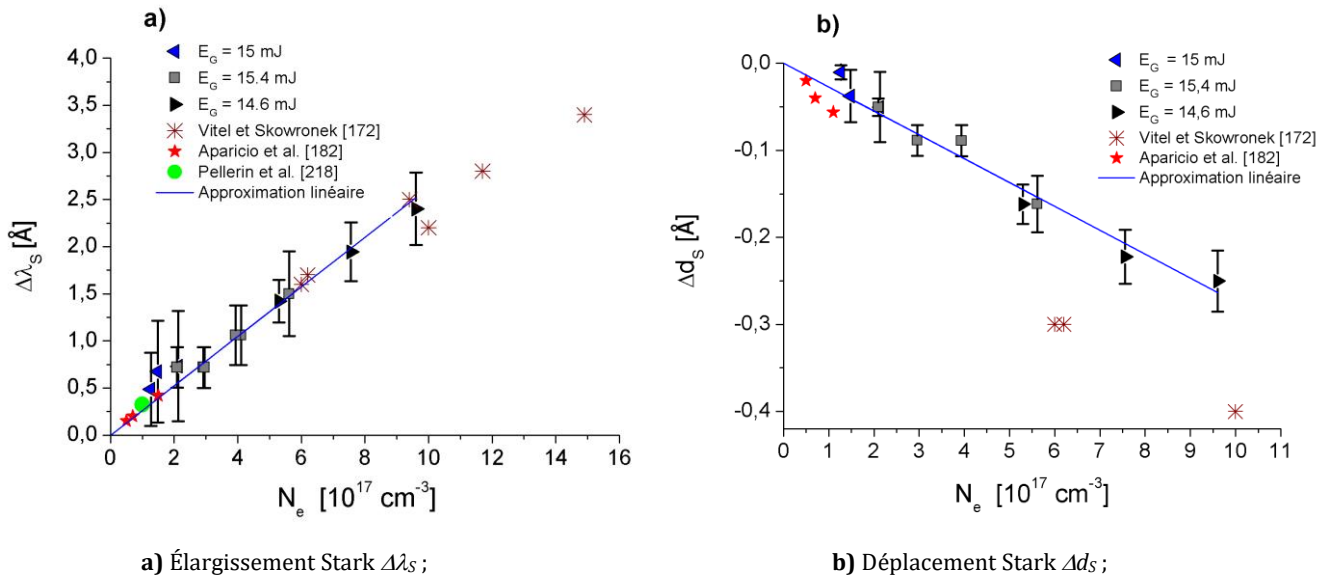 a)
4,0
3,5
3,0
2,5
2,0
1,5
1,0
0,5
0,0
Δλ_S [Å]
E_G = 15 mJ
E_G = 15.4 mJ
E_G = 14.6 mJ
Vitel et Skowronek [172]
Aparicio et al. [182]
Pellerin et al. [218]
Approximation linéaire
0 2 4 6 8 10 12 14 16
N_e [10^17 cm^-3]
b)
0,0
-0,1
-0,2
-0,3
-0,4
Δd_S [Å]
E_G = 15 mJ
E_G = 15,4 mJ
E_G = 14,6 mJ
Vitel et Skowronek [172]
Aparicio et al. [182]
Approximation linéaire
0 1 2 3 4 5 6 7 8 9 10 11
N_e [10^17 cm^-3]
a) Élargissement Stark Δλ_S ;
b) Déplacement Stark Δd_S ;